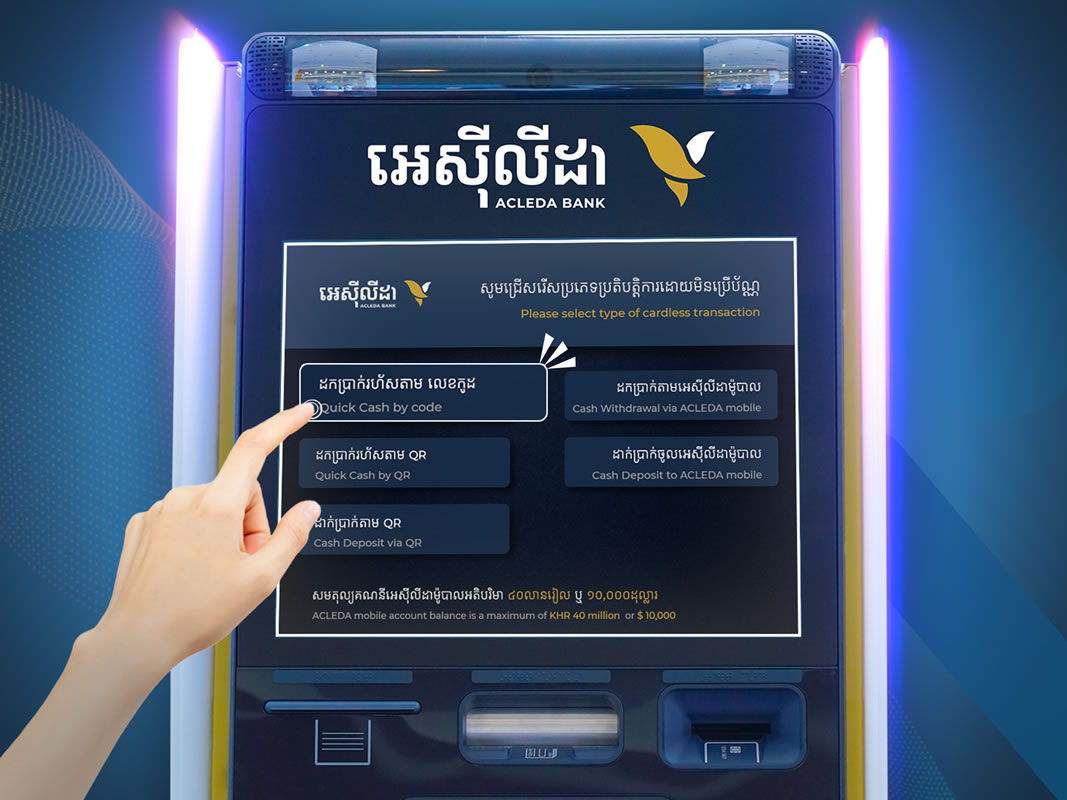 អេស៊ីលីដា
ACLEDA BANK
អេស៊ីលីដា
ACLEDA BANK
សូមជ្រើសរើសប្រភេទប្រតិបត្តិការដោយមិនប្រើប័ណ្ណ
Please select type of cardless transaction
ដកប្រាក់រហ័សតាម លេខកូដ
Quick Cash by code
ដកប្រាក់តាមអេស៊ីលីដាម៉ូបាល
Cash Withdrawal via ACLEDA mobile
ដកប្រាក់រហ័សតាម QR
Quick Cash by QR
ដាក់ប្រាក់ចូលអេស៊ីលីដាម៉ូបាល
Cash Deposit to ACLEDA mobile
ដាក់ប្រាក់តាម QR
Cash Deposit via QR
សមតុល្យគណនីអេស៊ីលីដាម៉ូបាលអតិបរិមា ៤០លានរៀល ឬ ១០,០០០ដុល្លារ
ACLEDA mobile account balance is a maximum of KHR 40 million or $ 10,000